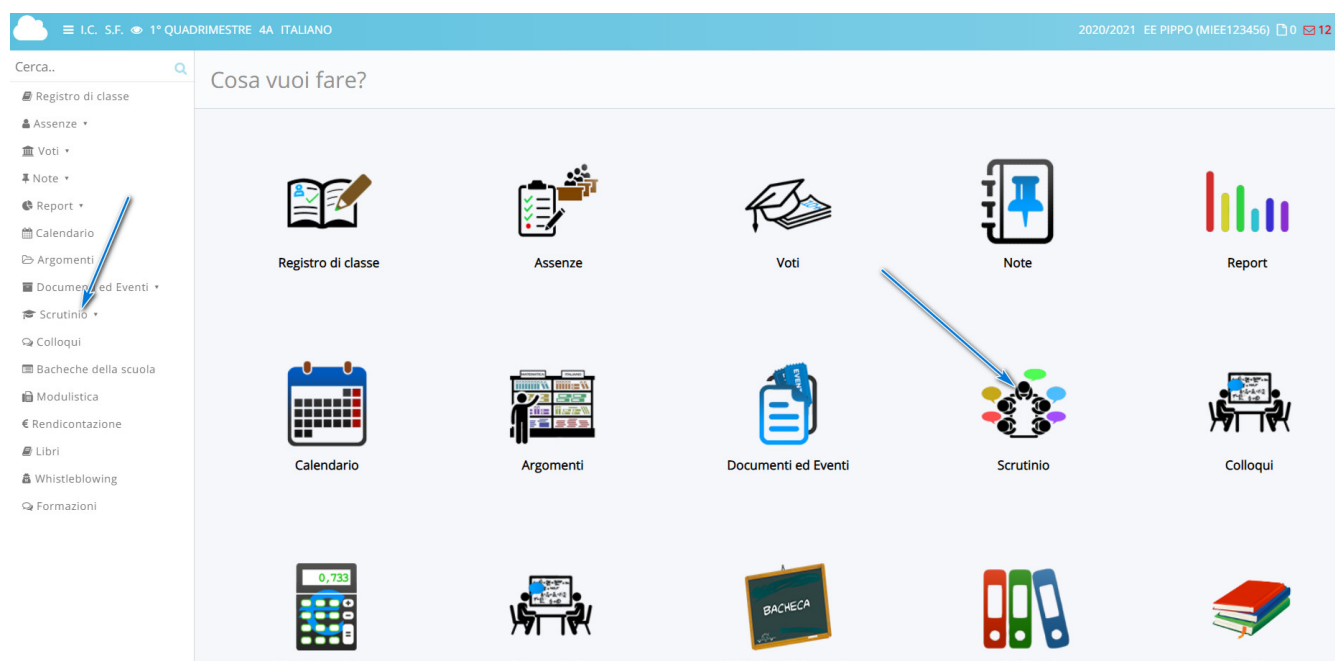 I.C. S.F. 1° QUADRIMESTRE 4A ITALIANO
2020/2021 EE PIPPO (MIEE123456) 0 12
Cerca..
Registro di classe
Assenze
Voti
Note
Report
Calendario
Argomenti
Documenti ed Eventi
Scrutinio
Colloqui
Bacheche della scuola
Modulistica
€ Rendicontazione
Libri
Whistleblowing
Formazioni
Cosa vuoi fare?
Registro di classe
Assenze
Voti
Note
Report
EVEN
Calendario
Argomenti
Documenti ed Eventi
Scrutinio
Colloqui
0,733
BACHECA